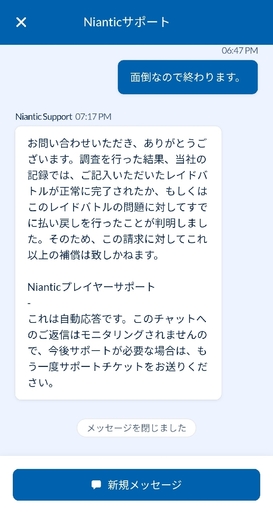 Nianticサポート
06:47 PM
面倒なので終わります。
Niantic Support 07:17 PM
お問い合わせいただき、ありがとうご
ざいます。調査を行った結果、当社の
記録では、ご記入いただいたレイドバ
トルが正常に完了されたか、もしくは
このレイドバトルの問題に対してすで
に払い戻しを行ったことが判明しまし
た。そのため、この請求に対してこれ
以上の補償は致しかねます。
Nianticプレイヤーサポート
-
これは自動応答です。このチャットへ
のご返信はモニタリングされませんの
で、今後サポートが必要な場合は、も
う一度サポートチケットをお送りくだ
さい。
メッセージを閉じました
新規メッセージ